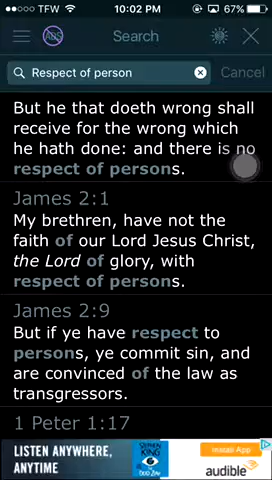 TFW 10:02 PM 67%
ADS Search
Respect of person Cancel
But he that doeth wrong shall
receive for the wrong which
he hath done: and there is no
respect of persons.
James 2:1
My brethren, have not the
faith of our Lord Jesus Christ,
the Lord of glory, with
respect of persons.
James 2:9
But if ye have respect to
persons, ye commit sin, and
are convinced of the law as
transgressors.
1 Peter 1:17
LISTEN ANYWHERE,
ANYTIME
STEPHEN
KING
Install App
audible